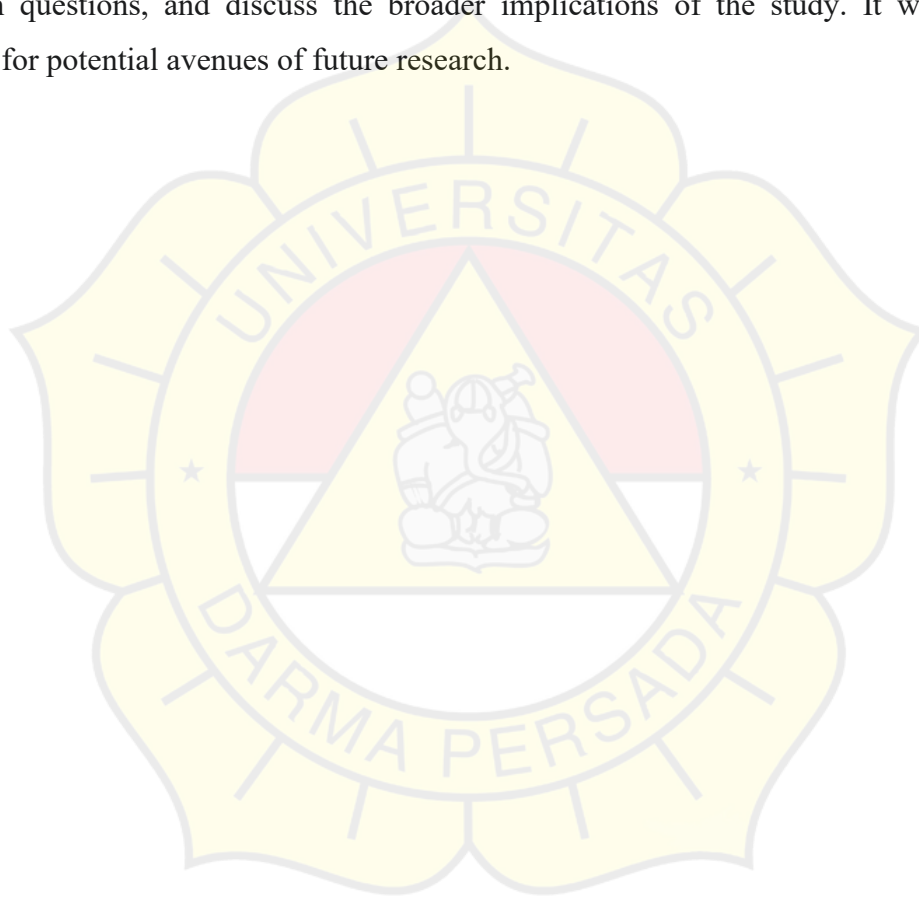 questions, and discuss the broader implications of the study. It
for potential avenues of future research.
UNIVERSITAS
DARMA PERSADA